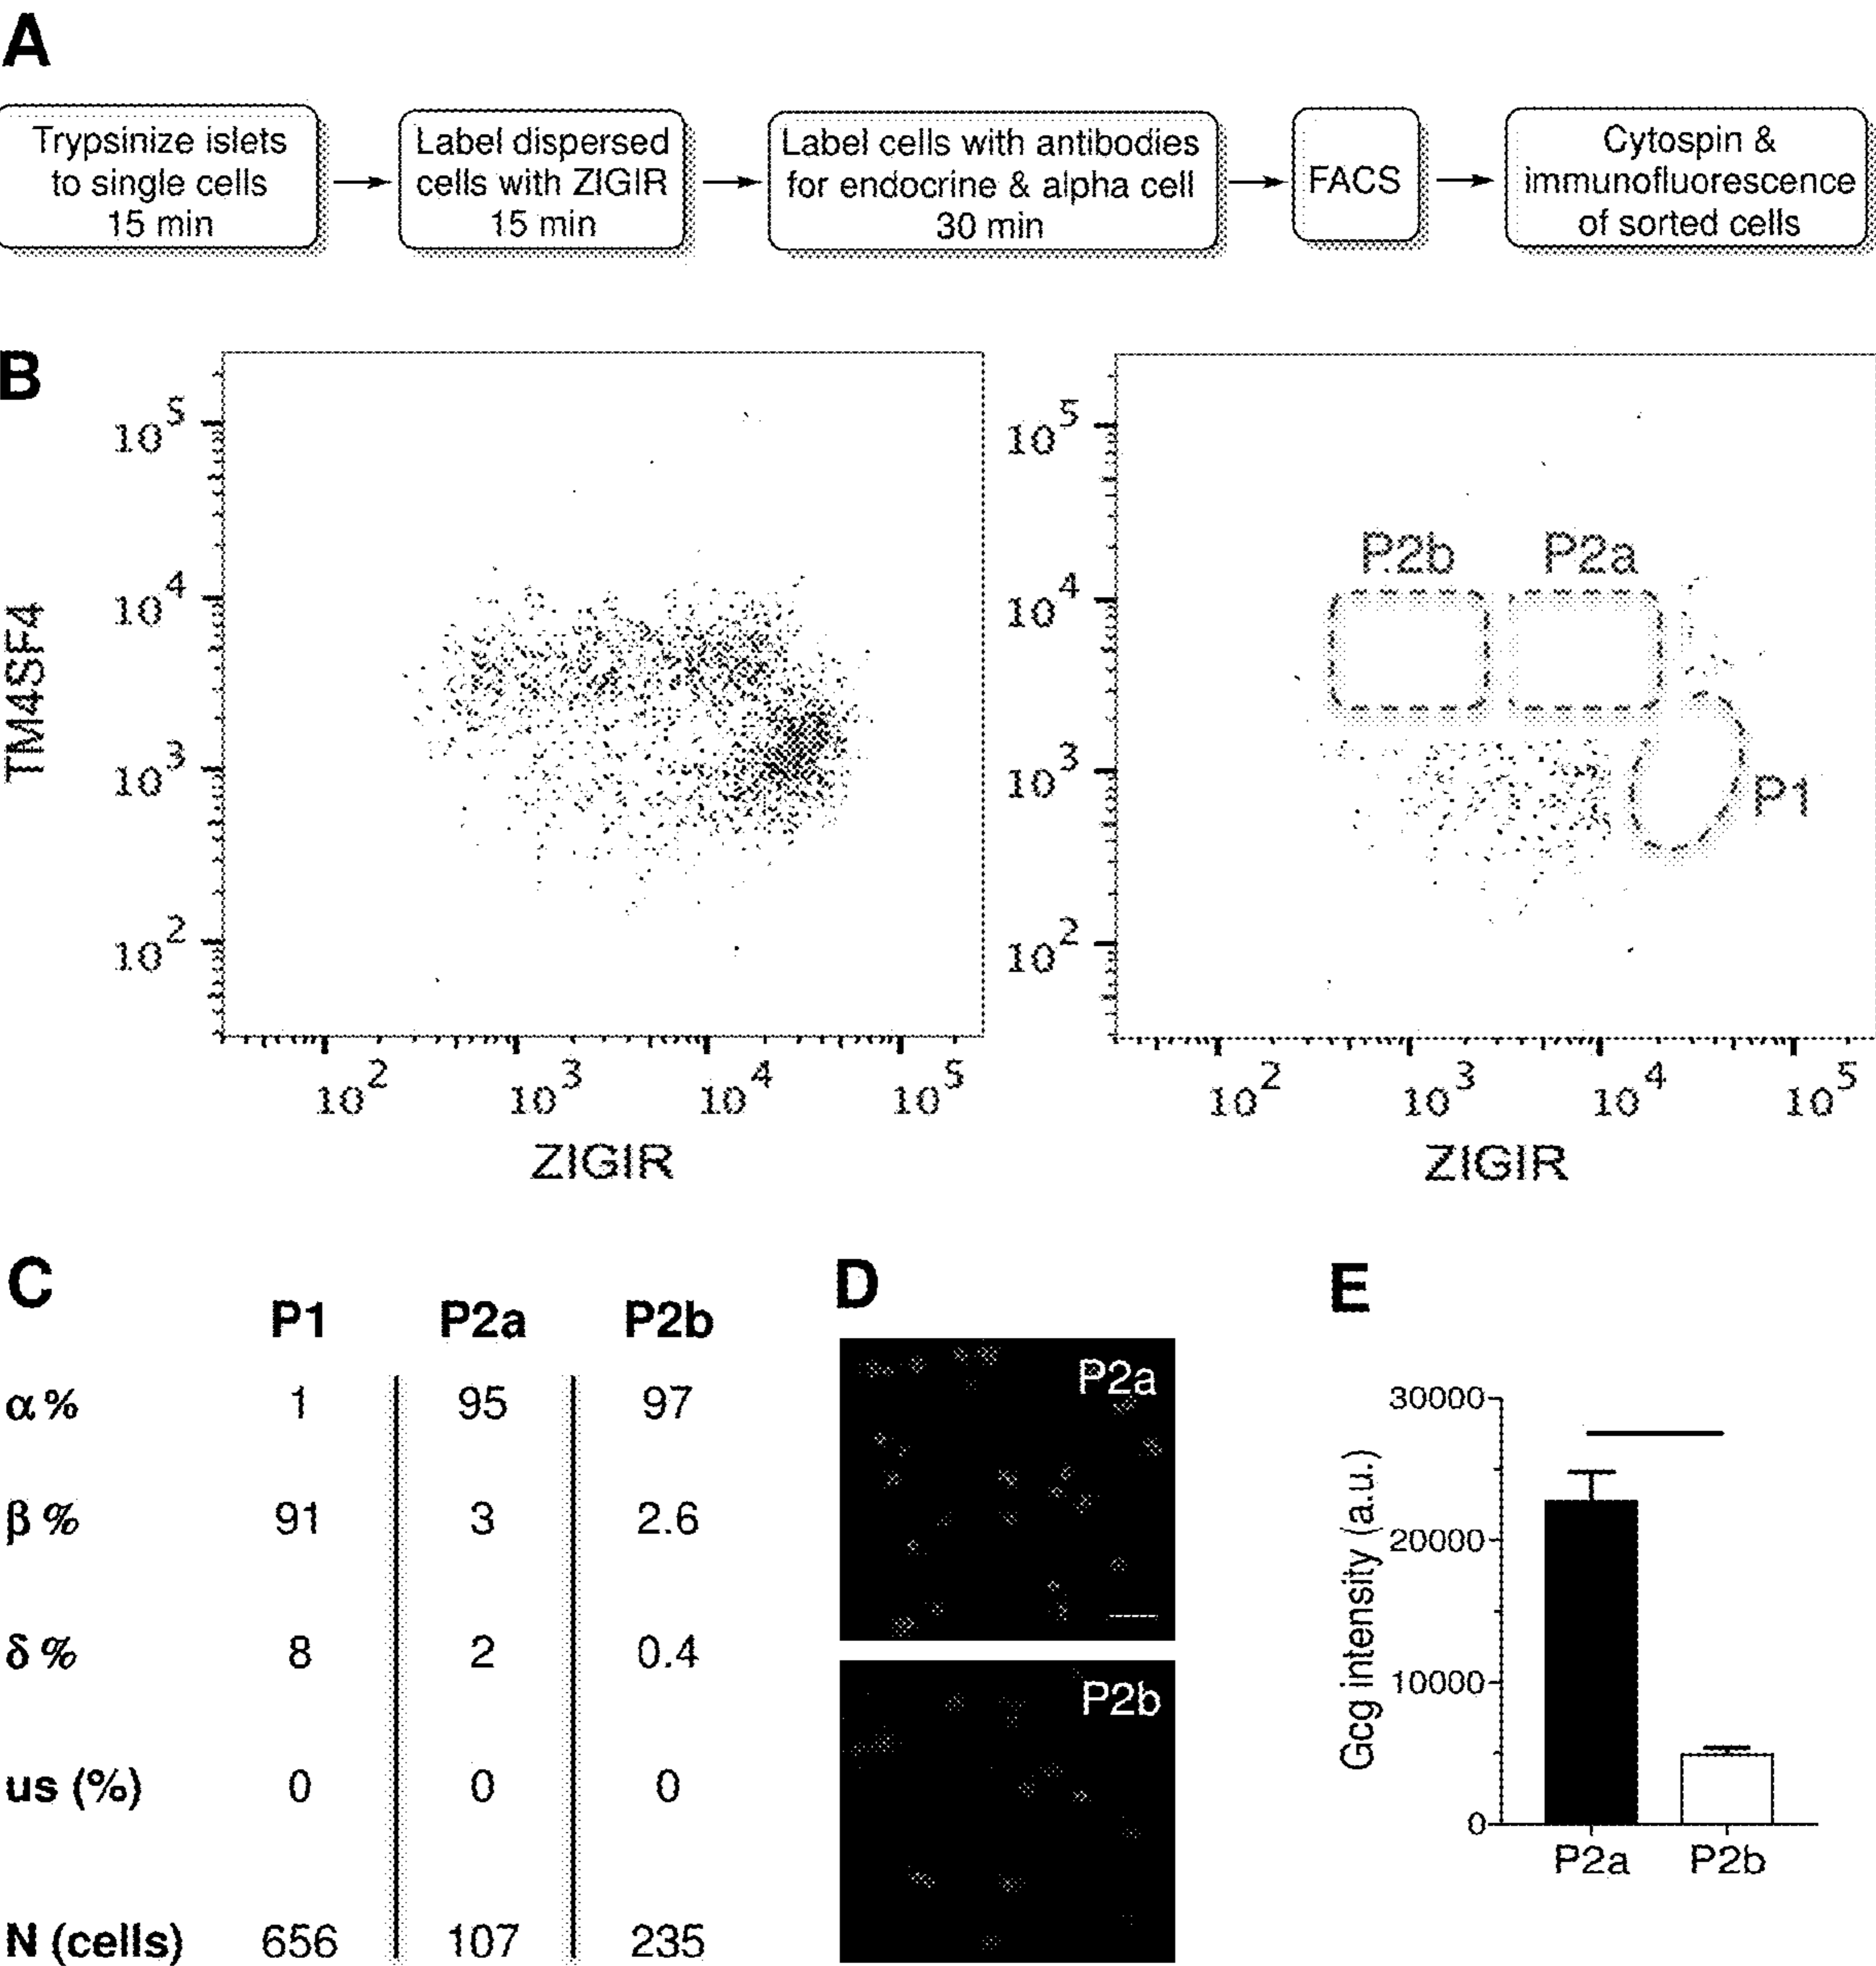 A
Trypsinize islets
to single cells
15 min
Label dispersed
cells with ZIGIR
15 min
Label cells with antibodies
for endocrine & alpha cell
30 min
FACS
Cytospin &
immunofluorescence
of sorted cells
B
TM4SF4
10^5
10^4
10^3
10^2
10^2 10^3 10^4 10^5
ZIGIR
10^5
10^4
10^3
10^2
P2b P2a
P1
10^2 10^3 10^4 10^5
ZIGIR
C
P1 P2a P2b
α % 1 95 97
β % 91 3 2.6
δ % 8 2 0.4
us (%) 0 0 0
N (cells) 656 107 235
D
P2a
P2b
E
Gcg intensity (a.u.)
30000
20000
10000
0
P2a P2b